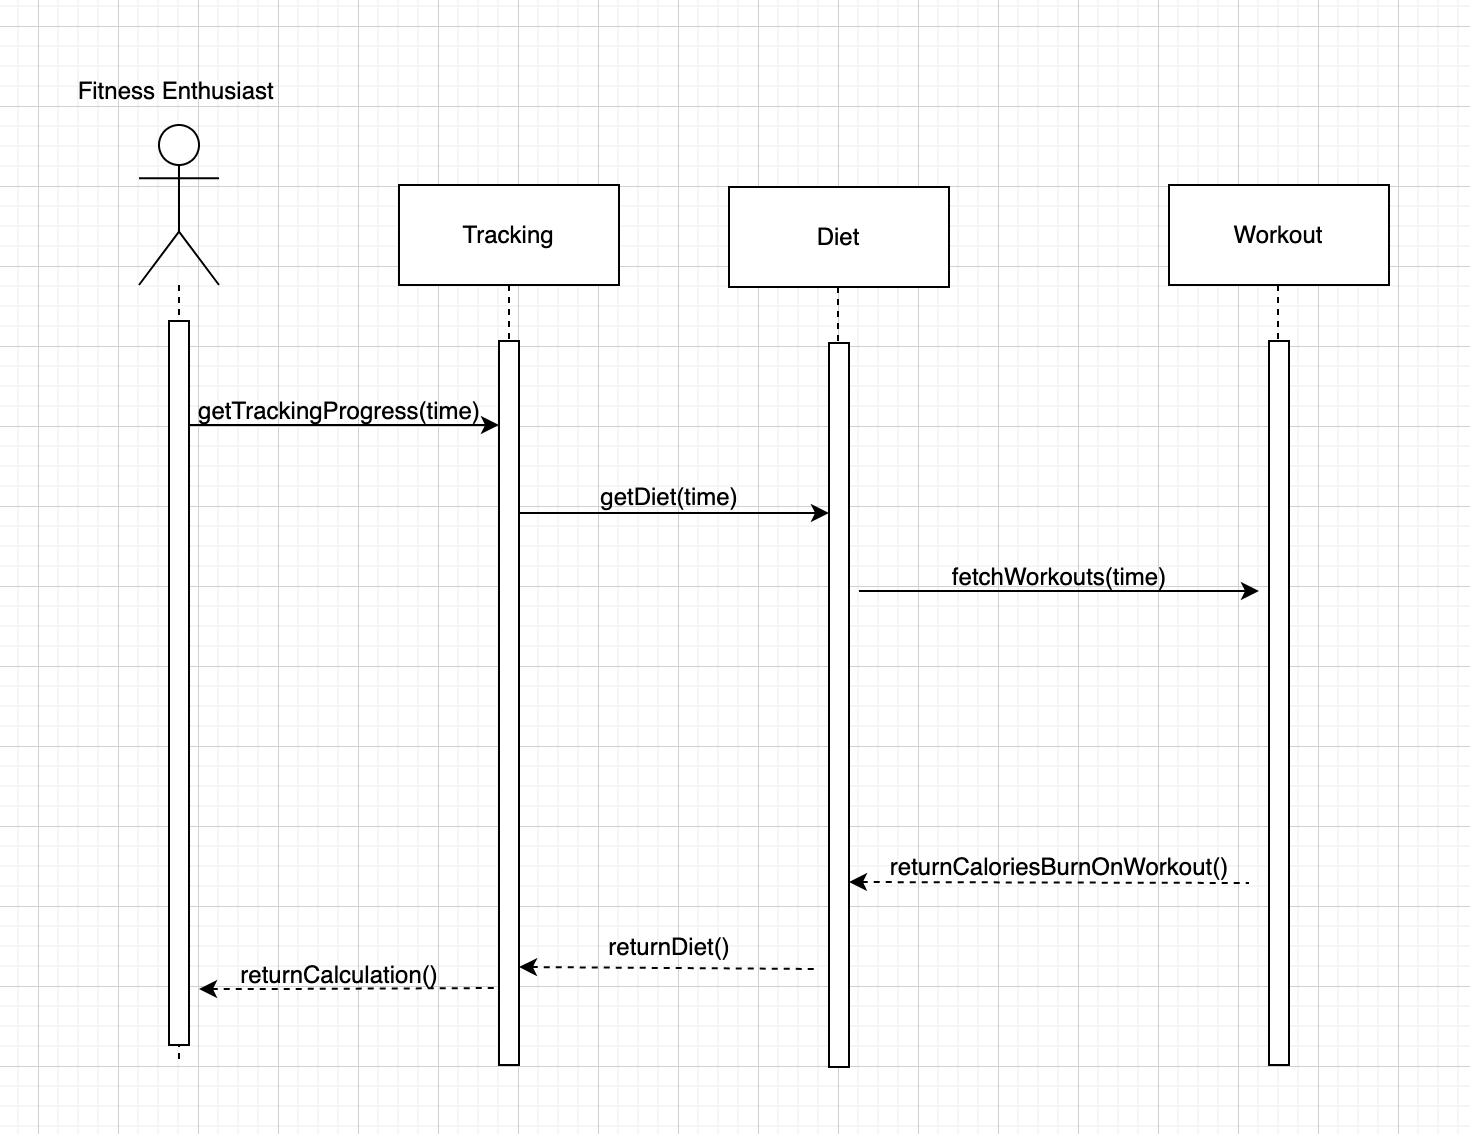 Fitness Enthusiast
Tracking
Diet
Workout
getTrackingProgress(time)
getDiet(time)
fetchWorkouts(time)
returnCaloriesBurnOnWorkout()
returnDiet()
returnCalculation()